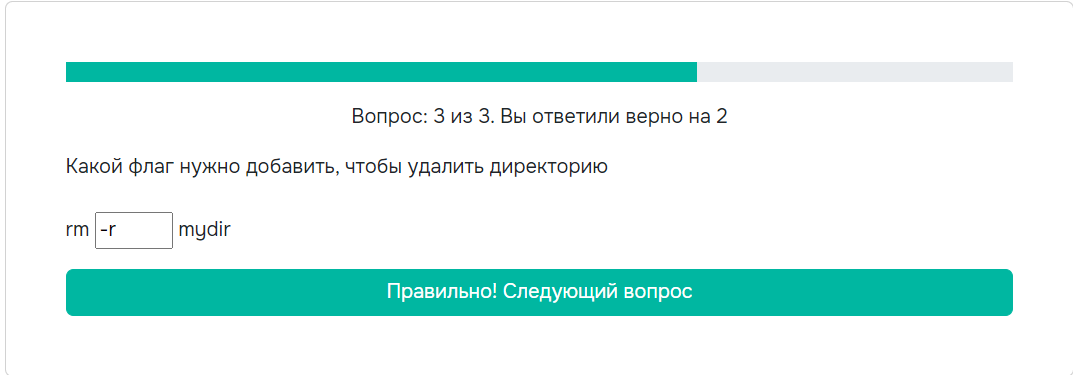 Вопрос: 3 из 3. Вы ответили верно на 2
Какой флаг нужно добавить, чтобы удалить директорию
rm -r mydir
Правильно! Следующий вопрос